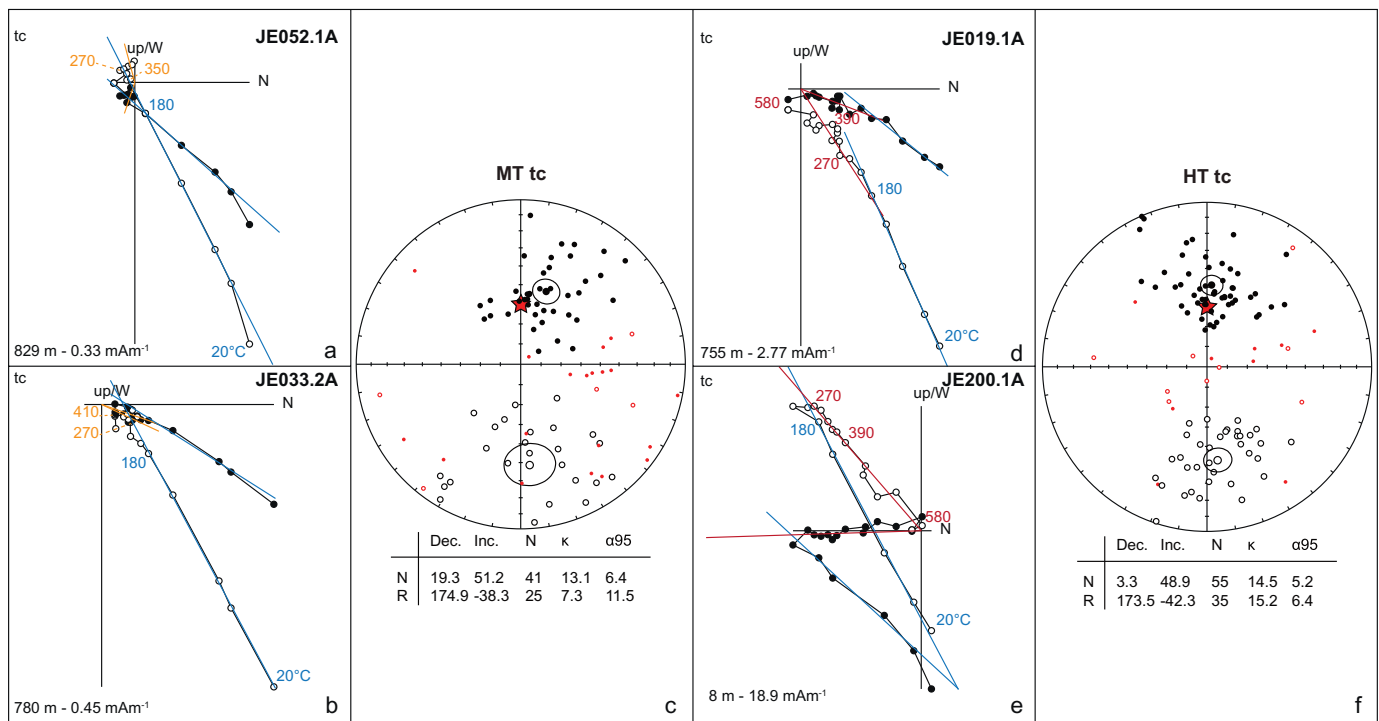 tc
JE052.1A
up/W
270
350
N
180
20°C
829 m - 0.33 mAm⁻¹
a
tc
JE033.2A
up/W
N
410
270
180
20°C
780 m - 0.45 mAm⁻¹
b
MT tc
Dec. Inc. N κ α95
N 19.3 51.2 41 13.1 6.4
R 174.9 -38.3 25 7.3 11.5
c
tc
JE019.1A
up/W
N
580
390
270
180
20°C
755 m - 2.77 mAm⁻¹
d
tc
JE200.1A
up/W
270
180
390
580
N
20°C
8 m - 18.9 mAm⁻¹
e
HT tc
Dec. Inc. N κ α95
N 3.3 48.9 55 14.5 5.2
R 173.5 -42.3 35 15.2 6.4
f